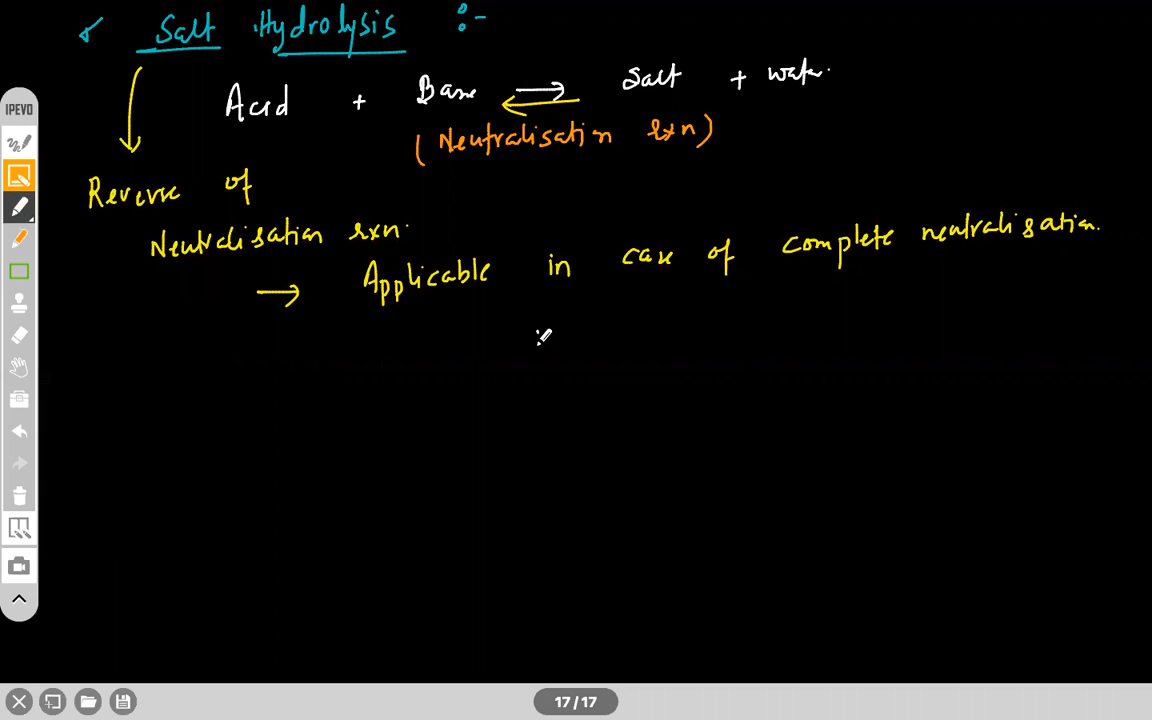 Salt Hydrolysis :-
Acid + Base ⇌ Salt + water.
(Neutralisation rxn)
Reverse of
Neutralisation rxn.
→ Applicable in case of complete neutralisation.
IPEVO
17/17